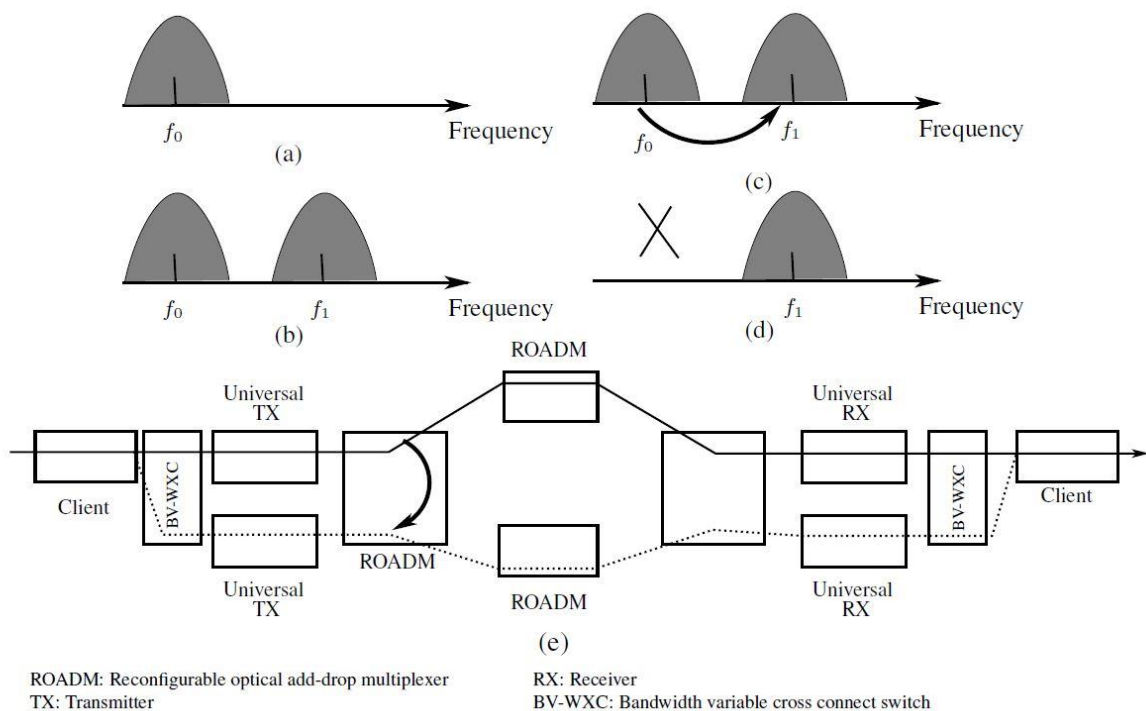 f₀
Frequency
(a)
f₀
f₁
Frequency
(c)
f₀
f₁
Frequency
(b)
f₁
Frequency
(d)
ROADM
Universal
TX
Universal
RX
Client
BV-WXC
BV-WXC
Client
ROADM
Universal
TX
ROADM
Universal
RX
(e)
ROADM: Reconfigurable optical add-drop multiplexer
RX: Receiver
TX: Transmitter
BV-WXC: Bandwidth variable cross connect switch